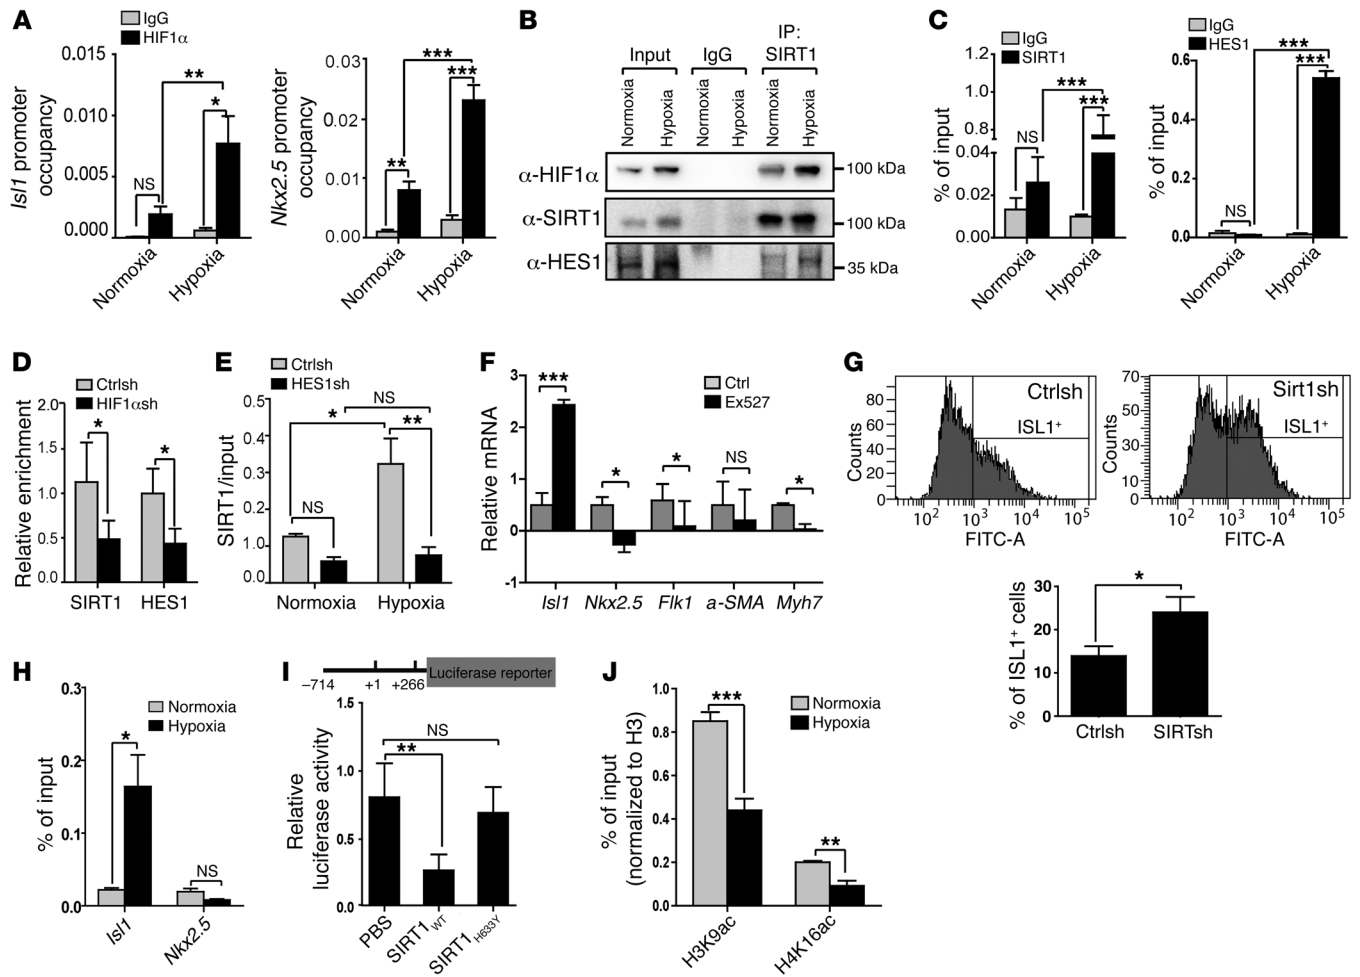 A
IgG
HIF1α
Isl1 promoter
occupancy
0.015
0.010
0.005
0.000
NS
**
*
Normoxia
Hypoxia
Nkx2.5 promoter
occupancy
0.03
0.02
0.01
0.00
**
***
***
Normoxia
Hypoxia
B
Input
IgG
IP:
SIRT1
Normoxia
Hypoxia
Normoxia
Hypoxia
Normoxia
Hypoxia
α-HIF1α
100 kDa
α-SIRT1
100 kDa
α-HES1
35 kDa
C
IgG
SIRT1
% of input
1.2
1.0
0.8
0.04
0.02
0.00
NS
***
***
Normoxia
Hypoxia
IgG
HES1
% of input
0.6
0.4
0.2
0.0
NS
***
***
Normoxia
Hypoxia
D
Ctrlsh
HIF1αsh
Relative enrichment
2.0
1.5
1.0
0.5
0.0
*
*
SIRT1
HES1
E
Ctrlsh
HES1sh
SIRT1/input
0.5
0.4
0.3
0.2
0.1
0.0
NS
*
NS
**
Normoxia
Hypoxia
F
Ctrl
Ex527
Relative mRNA
3
2
1
0
-1
***
*
*
NS
*
Isl1
Nkx2.5
Flk1
a-SMA
Myh7
G
Ctrlsh
ISL1+
Counts
80
60
40
20
0
10² 10³ 10⁴ 10⁵
FITC-A
Sirt1sh
ISL1+
Counts
70
50
30
10
0
10² 10³ 10⁴ 10⁵
FITC-A
% of ISL1+ cells
30
20
10
0
*
Ctrlsh
SIRTsh
H
Normoxia
Hypoxia
% of input
0.3
0.2
0.1
0.0
*
NS
Isl1
Nkx2.5
I
−714
+1
+266
Luciferase reporter
Relative
luciferase activity
1.5
1.0
0.5
0.0
NS
**
PBS
SIRT1WT
SIRT1H633Y
J
Normoxia
Hypoxia
% of input
(normalized to H3)
1.0
0.8
0.6
0.4
0.2
0.0
***
**
H3K9ac
H4K16ac